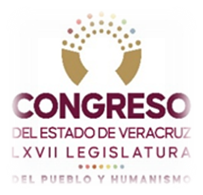 CONGRESO
DEL ESTADO DE VERACRUZ
LXVII LEGISLATURA
DEL PUEBLO Y HUMANISMO